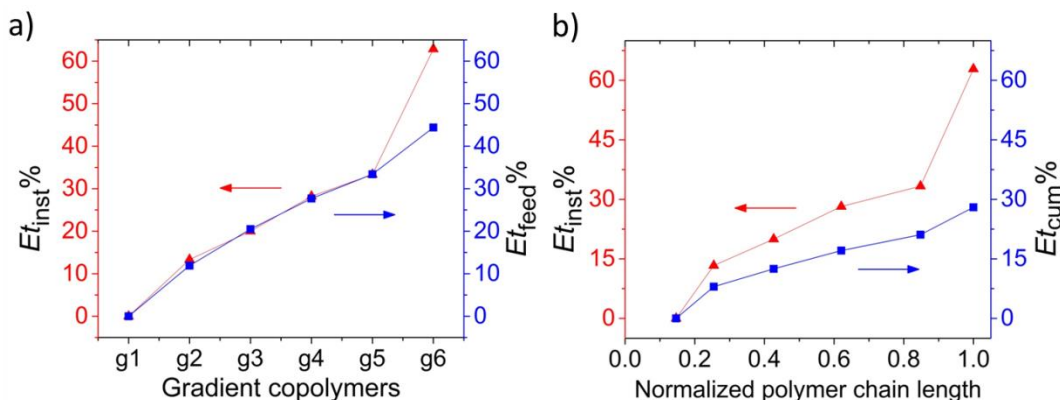 a)
Et_inst%
60
50
40
30
20
10
0
g1 g2 g3 g4 g5 g6
Gradient copolymers
60
50
40
30
20
10
0
Et_feed%
b)
Et_inst%
60
45
30
15
0
0.0 0.2 0.4 0.6 0.8 1.0
Normalized polymer chain length
60
45
30
15
0
Et_cum%